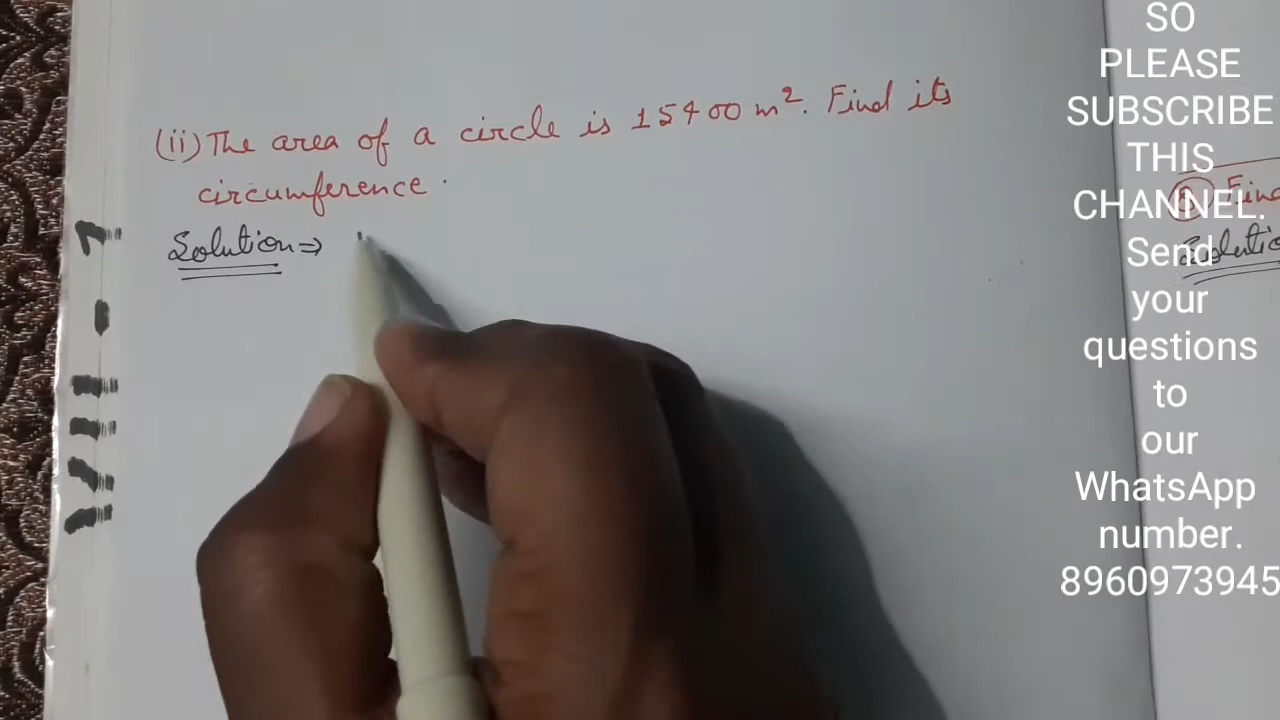 (ii) The area of a circle is 15400 m². Find its
circumference.
Solution ⇒
SO
PLEASE
SUBSCRIBE
THIS
CHANNEL.
Send
your
questions
to
our
WhatsApp
number.
8960973945